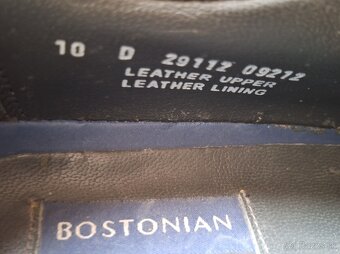 10 D 29112 09212
LEATHER UPPER
LEATHER LINING
BOSTONIAN